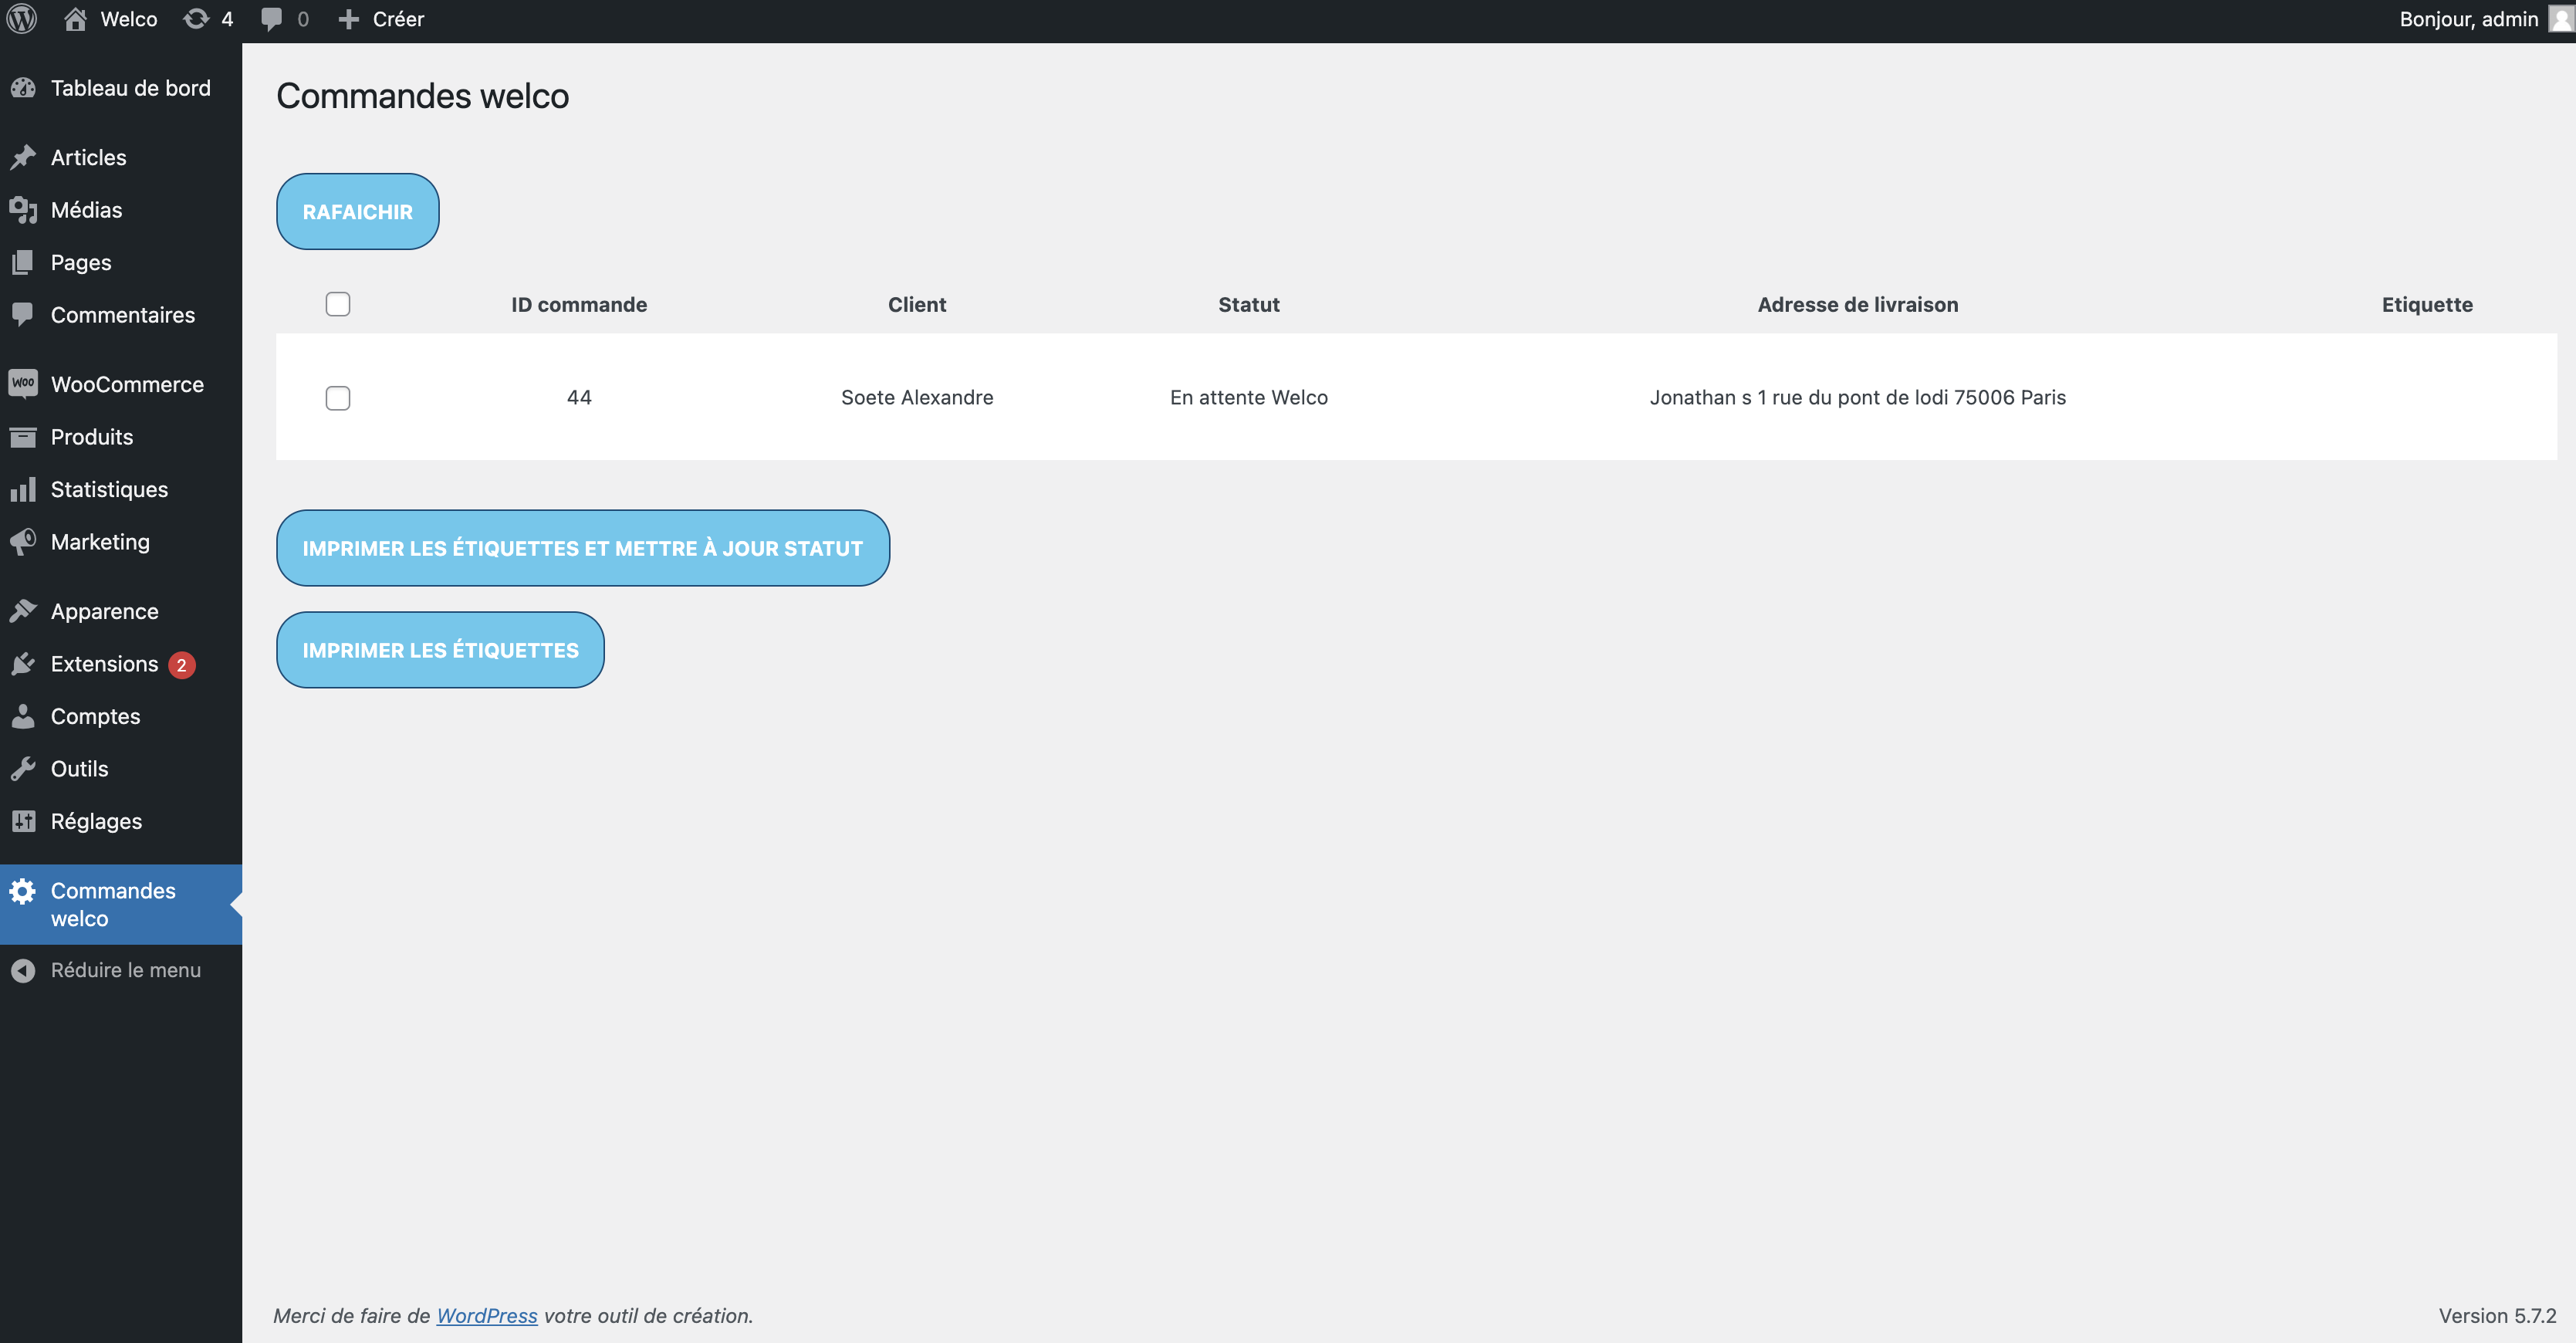 Welco 4 0 Créer Bonjour, admin
Tableau de bord
Articles
Médias
Pages
Commentaires
WOO WooCommerce
Produits
Statistiques
Marketing
Apparence
Extensions 2
Comptes
Outils
Réglages
Commandes
welco
Réduire le menu
Commandes welco
RAFAICHIR
ID commande Client Statut Adresse de livraison Etiquette
44 Soete Alexandre En attente Welco Jonathan s 1 rue du pont de lodi 75006 Paris
IMPRIMER LES ÉTIQUETTES ET METTRE À JOUR STATUT
IMPRIMER LES ÉTIQUETTES
Merci de faire de WordPress votre outil de création. Version 5.7.2